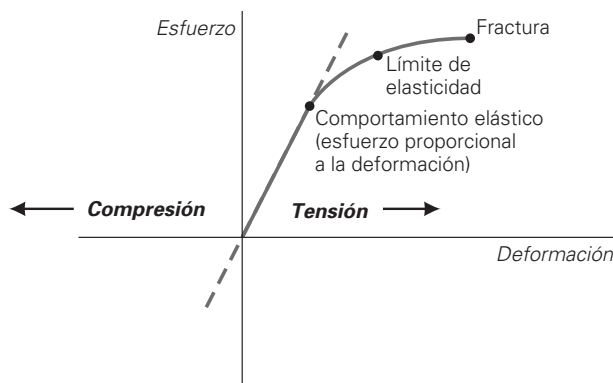 Esfuerzo
Fractura
Límite de
elasticidad
Comportamiento elástico
(esfuerzo proporcional
a la deformación)
Compresión
Tensión
Deformación